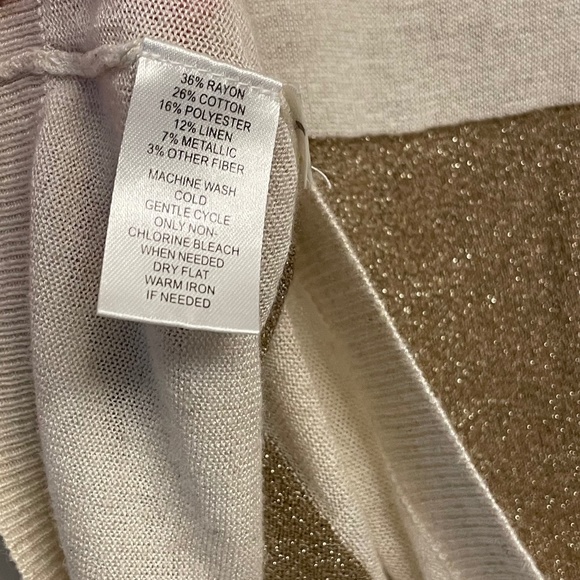 36% RAYON
26% COTTON
16% POLYESTER
12% LINEN
7% METALLIC
3% OTHER FIBER
MACHINE WASH
COLD
GENTLE CYCLE
ONLY NON-
CHLORINE BLEACH
WHEN NEEDED
DRY FLAT
WARM IRON
IF NEEDED